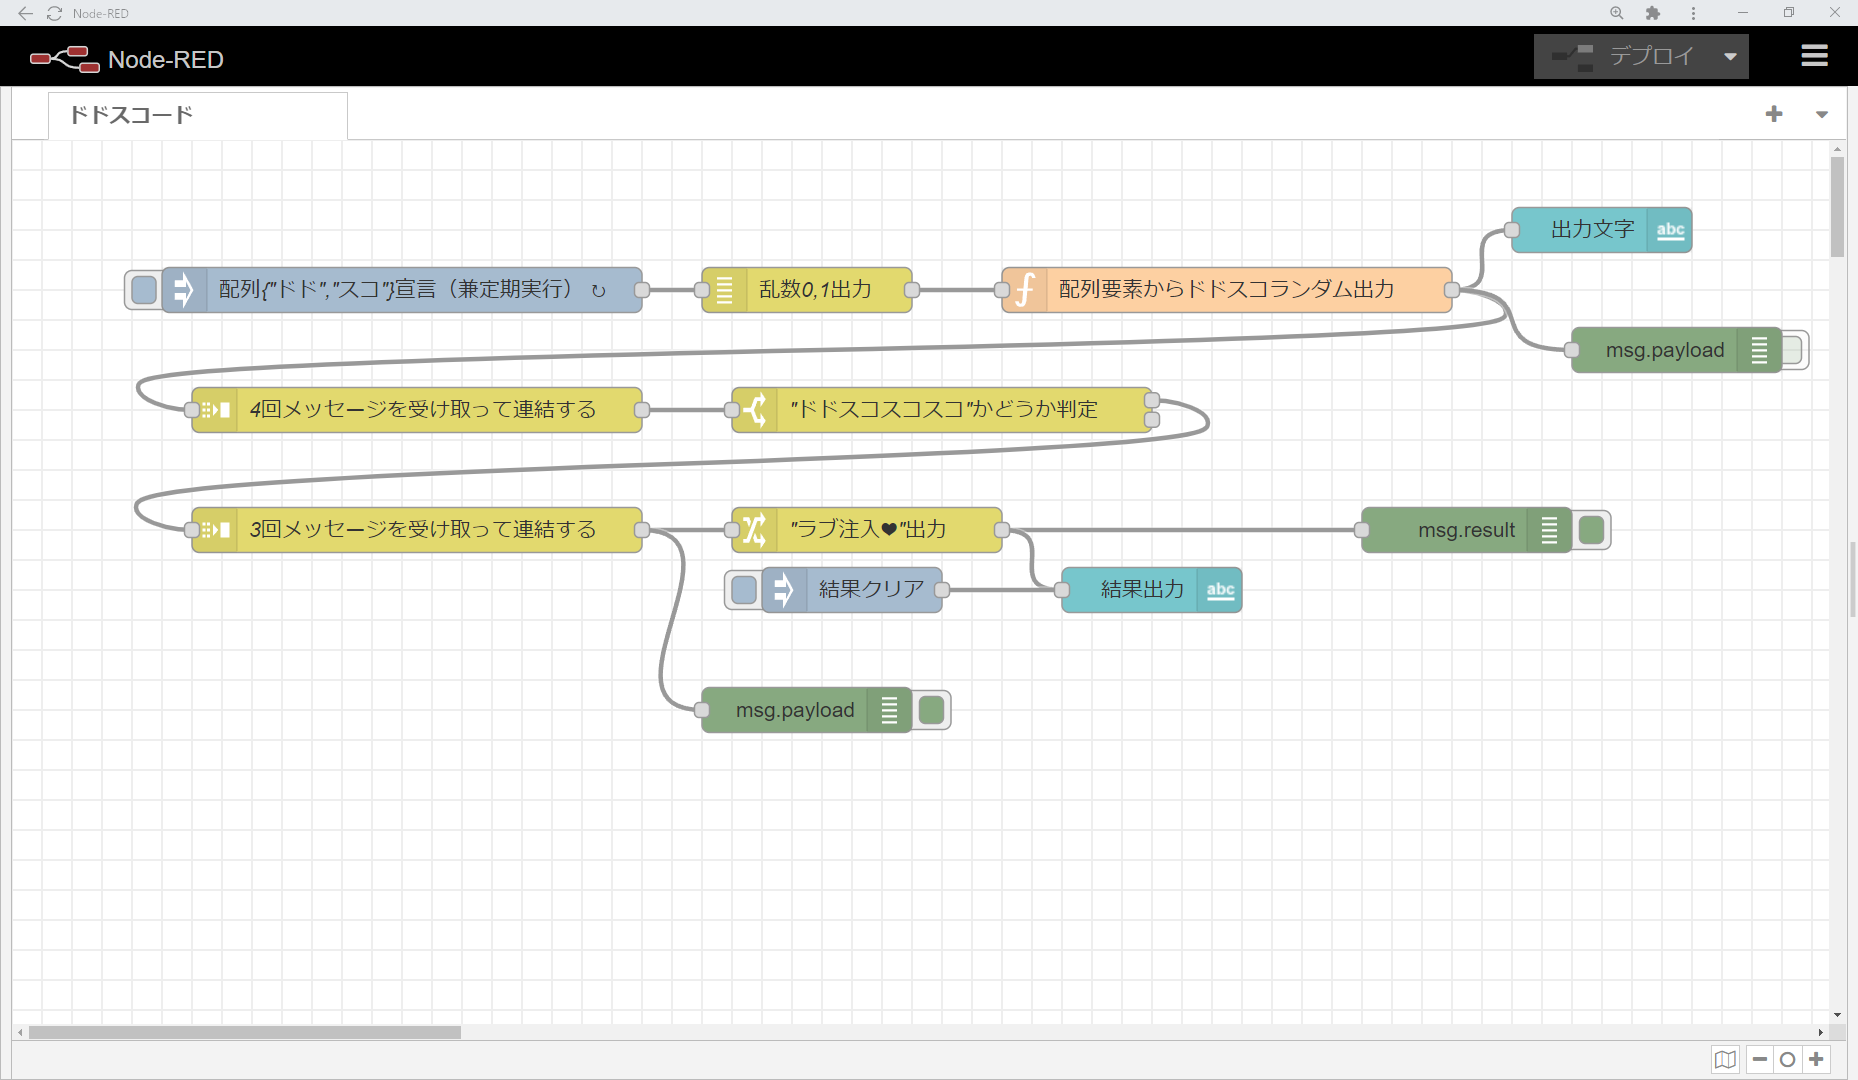 Node-RED
Node-RED
デプロイ
ドドスコード
出力文字 abc
配列{"ドド","スコ"}宣言（兼定期実行） ↻
乱数0,1出力
配列要素からドドスコランダム出力
msg.payload
4回メッセージを受け取って連結する
"ドドスコスコスコ"かどうか判定
3回メッセージを受け取って連結する
"ラブ注入❤"出力
msg.result
結果クリア
結果出力 abc
msg.payload